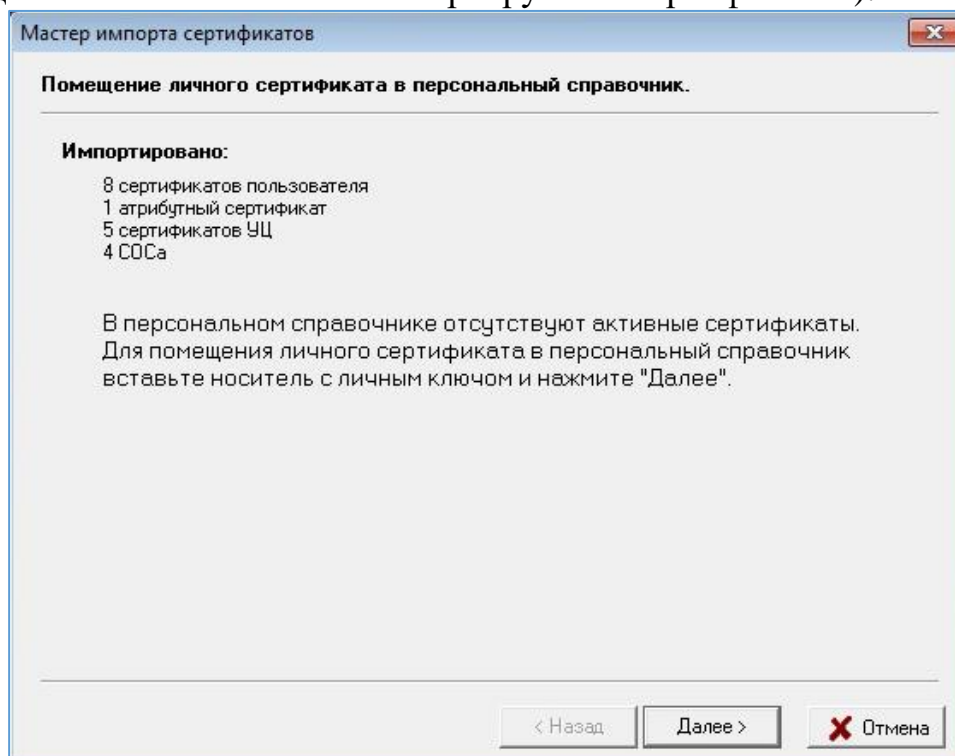 Мастер импорта сертификатов
Помещение личного сертификата в персональный справочник.
Импортировано:
8 сертификатов пользователя
1 атрибутный сертификат
5 сертификатов УЦ
4 СОСа
В персональном справочнике отсутствуют активные сертификаты.
Для помещения личного сертификата в персональный справочник
вставьте носитель с личным ключом и нажмите "Далее".
< Назад
Далее >
Отмена